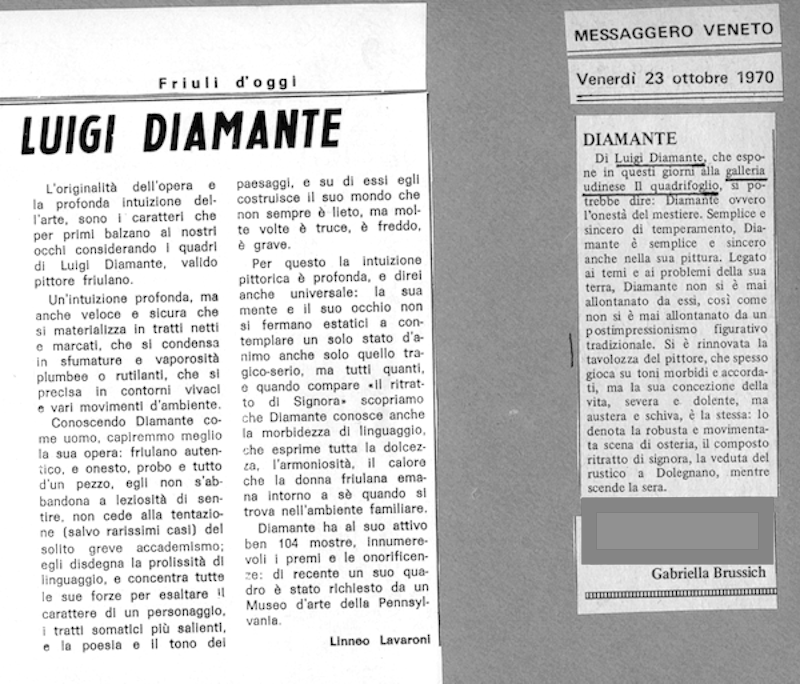 Friuli d'oggi
LUIGI DIAMANTE
L'originalità dell'opera e
la profonda intuizione del-
l'arte, sono i caratteri che
per primi balzano ai nostri
occhi considerando i quadri
di Luigi Diamante, valido
pittore friulano.
Un'intuizione profonda, ma
anche veloce e sicura che
si materializza in tratti netti
e marcati, che si condensa
in sfumature e vaporosità
plumbee o rutilanti, che si
precisa in contorni vivaci
e vari movimenti d'ambiente.
Conoscendo Diamante co-
me uomo, capiremmo meglio
la sua opera: friulano auten-
tico, e onesto, probo e tutto
d'un pezzo, egli non s'ab-
bandona a leziosità di sen-
tire, non cede alla tentazio-
ne (salvo rarissimi casi) del
solito greve accademismo;
egli disdegna la prolissità di
linguaggio, e concentra tutte
le sue forze per esaltare il
carattere di un personaggio,
i tratti somatici più salienti,
e la poesia e il tono dei
paesaggi, e su di essi egli
costruisce il suo mondo che
non sempre è lieto, ma mol-
te volte è truce, è freddo,
è grave.
Per questo la intuizione
pittorica è profonda, e direi
anche universale: la sua
mente e il suo occhio non
si fermano estatici a con-
templare un solo stato d'a-
nimo anche solo quello tra-
gico-serio, ma tutti quanti,
e quando compare «Il ritrat-
to di Signora» scopriamo
che Diamante conosce anche
la morbidezza di linguaggio,
che esprime tutta la dolcez-
za, l'armoniosità, il calore
che la donna friulana ema-
na intorno a sè quando si
trova nell'ambiente familiare.
Diamante ha al suo attivo
ben 104 mostre, innumere-
voli i premi e le onorificen-
ze: di recente un suo qua-
dro è stato richiesto da un
Museo d'arte della Pennsyl-
vania.
Linneo Lavaroni
MESSAGGERO VENETO
Venerdì 23 ottobre 1970
DIAMANTE
Di Luigi Diamante, che espo-
ne in questi giorni alla galleria
udinese Il quadrifoglio, si po-
trebbe dire: Diamante ovvero
l'onestà del mestiere. Semplice e
sincero di temperamento, Dia-
mante è semplice e sincero
anche nella sua pittura. Legato
ai temi e ai problemi della sua
terra, Diamante non si è mai
allontanato da essi, così come
non si è mai allontanato da un
postimpressionismo figurativo
tradizionale. Si è rinnovata la
tavolozza del pittore, che spesso
gioca su toni morbidi e accorda-
ti, ma la sua concezione della
vita, severa e dolente, ma
austera e schiva, è la stessa: lo
denota la robusta e movimenta-
ta scena di osteria, il composto
ritratto di signora, la veduta del
rustico a Dolegnano, mentre
scende la sera.
Gabriella Brussich